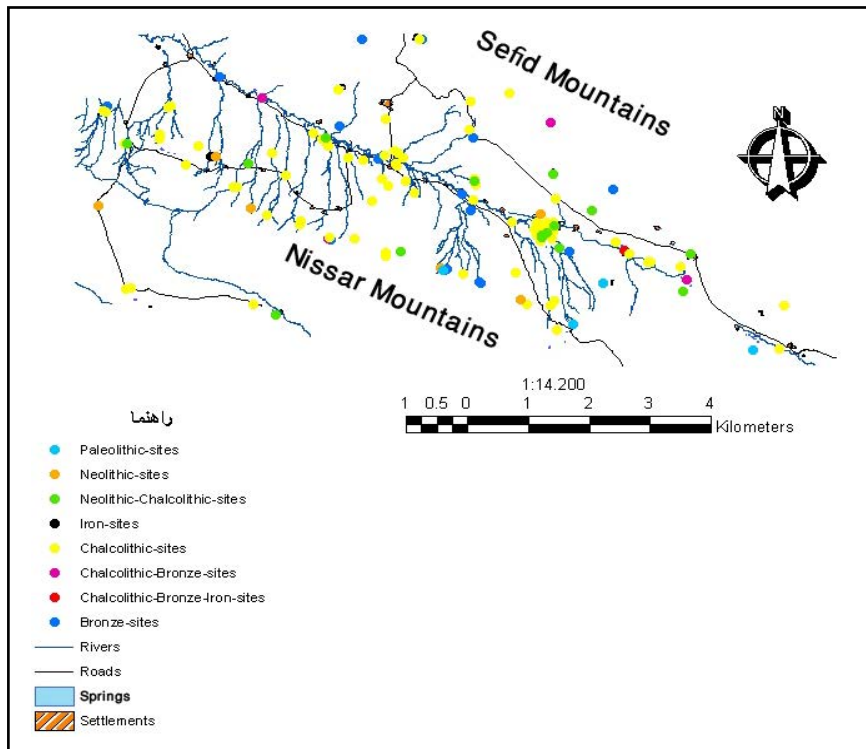 Sefid Mountains
N
Nissar Mountains
1:14.200
1 0.5 0 1 2 3 4
Kilometers
راهنما
Paleolithic-sites
Neolithic-sites
Neolithic-Chalcolithic-sites
Iron-sites
Chalcolithic-sites
Chalcolithic-Bronze-sites
Chalcolithic-Bronze-Iron-sites
Bronze-sites
Rivers
Roads
Springs
Settlements